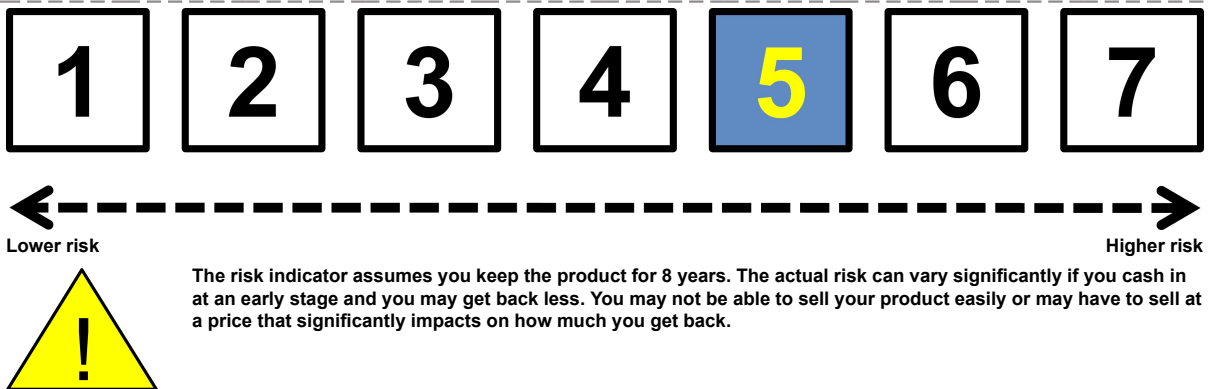 1 2 3 4 5 6 7
Lower risk Higher risk
The risk indicator assumes you keep the product for 8 years. The actual risk can vary significantly if you cash in
at an early stage and you may get back less. You may not be able to sell your product easily or may have to sell at
a price that significantly impacts on how much you get back.
!